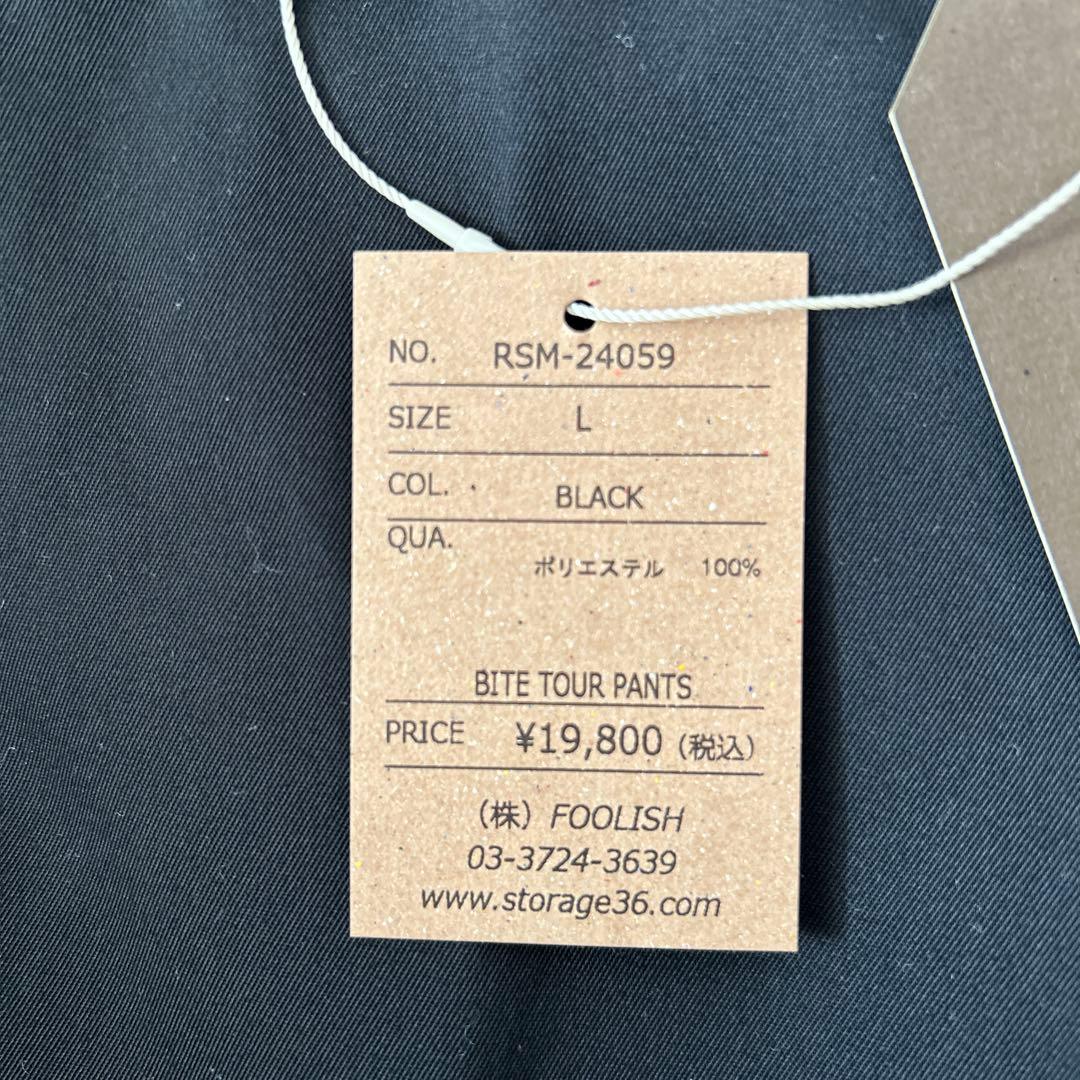 NO. RSM-24059
SIZE L
COL. BLACK
QUA.
ポリエステル 100%
BITE TOUR PANTS
PRICE ¥19,800 (税込)
(株) FOOLISH
03-3724-3639
www.storage36.com